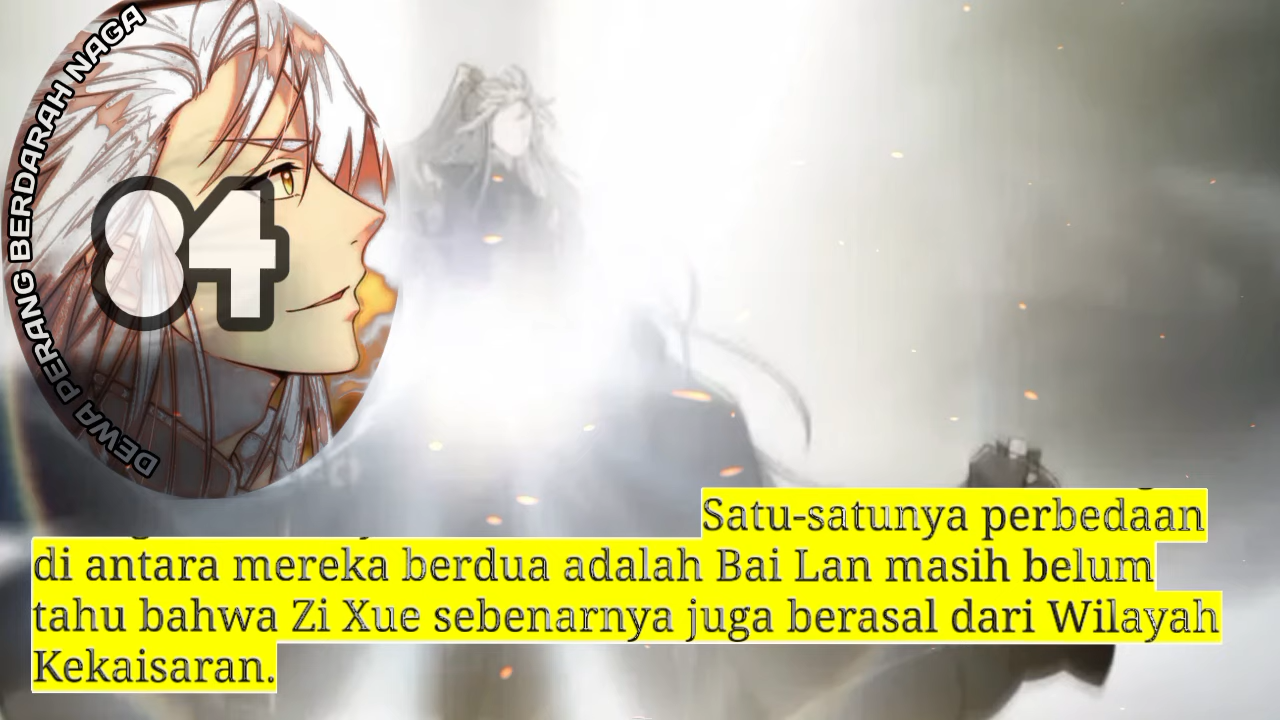 DEWA PERANG BERDARAH NAGA
84
Satu-satunya perbedaan
di antara mereka berdua adalah Bai Lan masih belum
tahu bahwa Zi Xue sebenarnya juga berasal dari Wilayah
Kekaisaran.